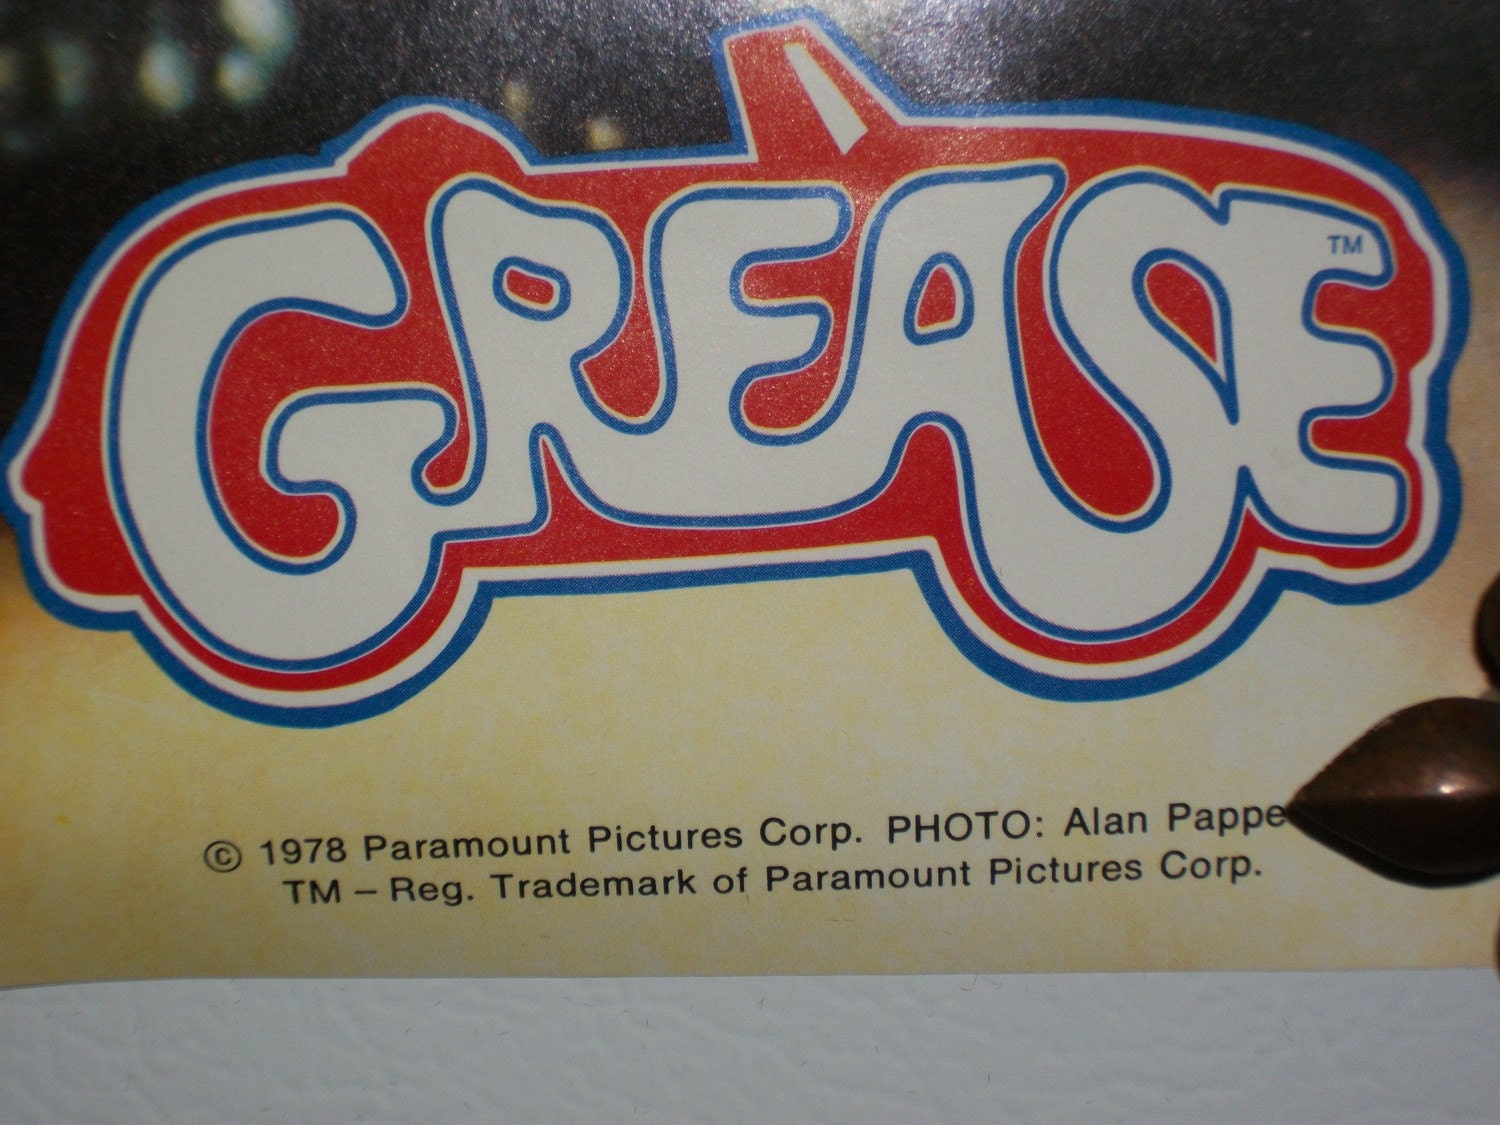 GREASE TM
© 1978 Paramount Pictures Corp. PHOTO: Alan Pappe
TM – Reg. Trademark of Paramount Pictures Corp.